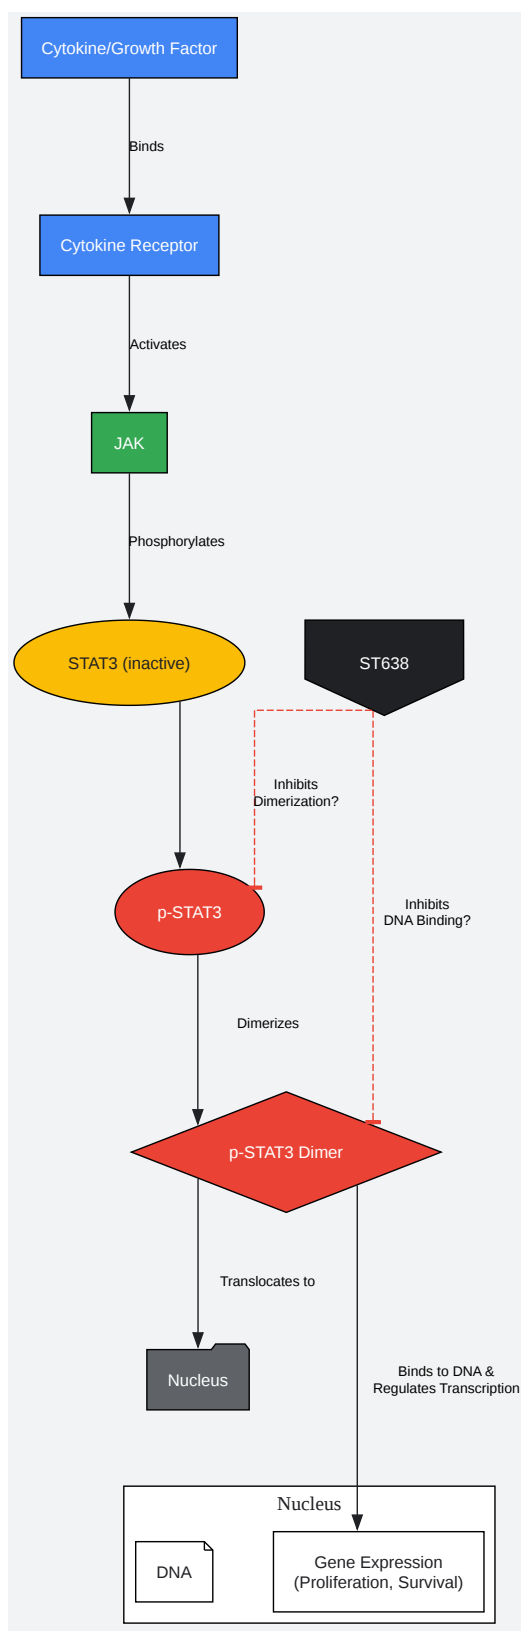 Cytokine/Growth Factor
Binds
Cytokine Receptor
Activates
JAK
Phosphorylates
STAT3 (inactive)
ST638
Inhibits
Dimerization?
p-STAT3
Inhibits
DNA Binding?
Dimerizes
p-STAT3 Dimer
Translocates to
Nucleus
Binds to DNA &
Regulates Transcription
Nucleus
DNA
Gene Expression
(Proliferation, Survival)